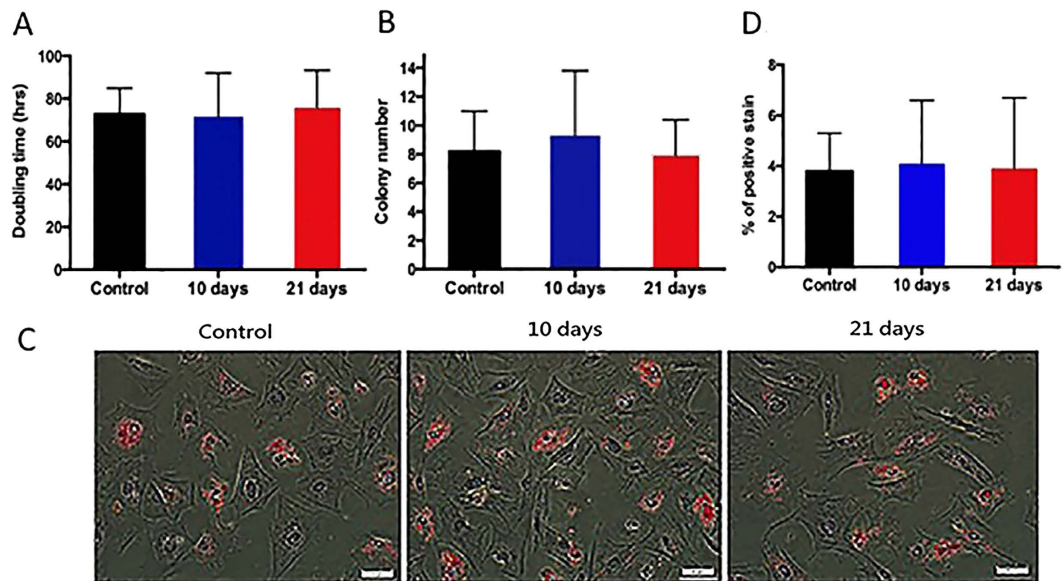 A
Doubling time (hrs)
100
80
60
40
20
0
Control 10 days 21 days
B
Colony number
14
12
10
8
6
4
2
0
Control 10 days 21 days
D
% of positive stain
8
6
4
2
0
Control 10 days 21 days
C
Control 10 days 21 days